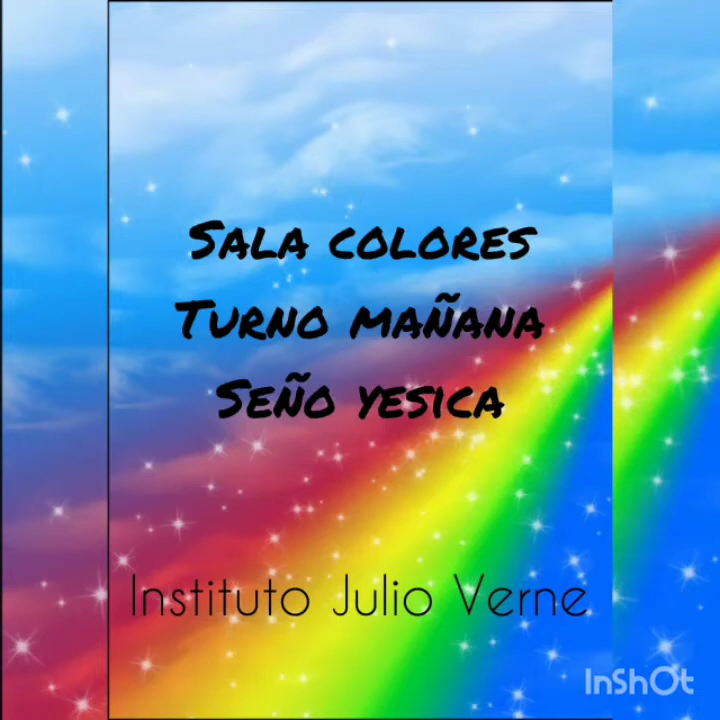 Sala colores
Turno mañana
Seño yesica
Instituto Julio Verne
InShOt